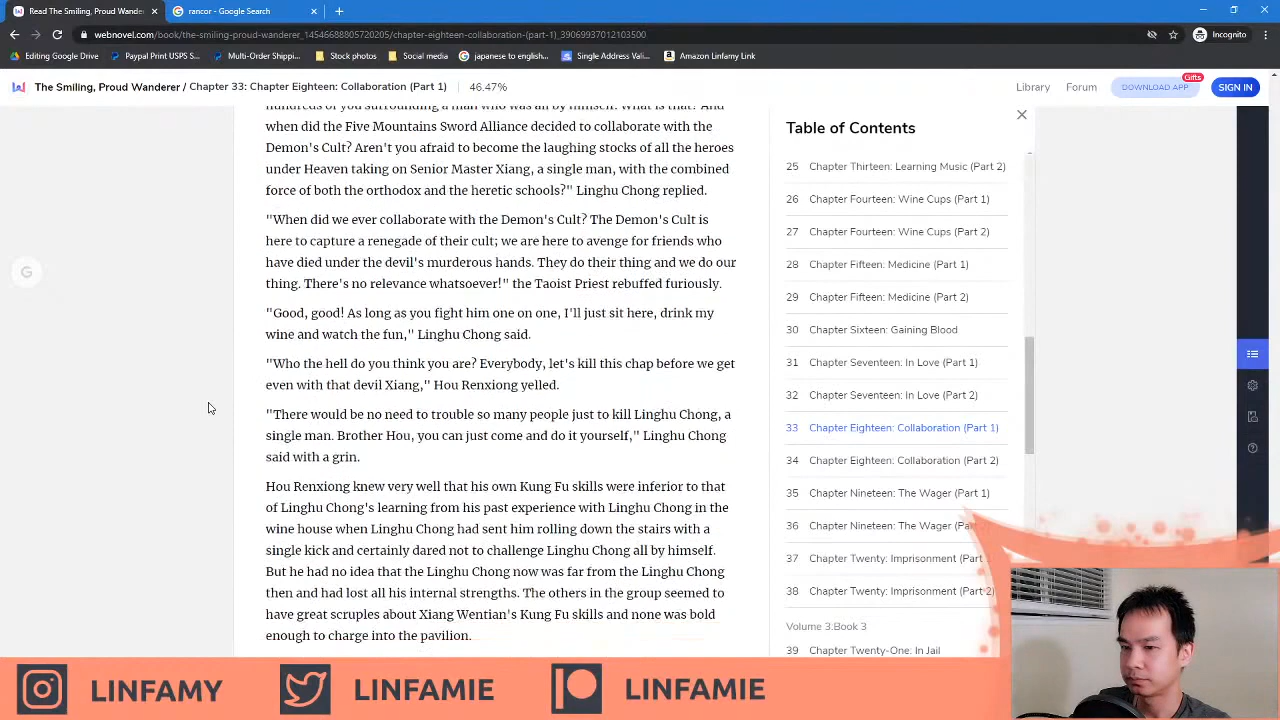 Read The Smiling, Proud Wande
rancor - Google Search
webnovel.com/book/the-smiling-proud-wanderer_14546688805720205/chapter-eighteen-collaboration-(part-1)_39069937012103500
Incognito
Editing Google Drive
Paypal Print USPS S...
Multi-Order Shippi...
Stock photos
Social media
japanese to english...
Single Address Vali...
Amazon Linfamy Link
The Smiling, Proud Wanderer / Chapter 33: Chapter Eighteen: Collaboration (Part 1)
46.47%
Library
Forum
DOWNLOAD APP
Gifts
SIGN IN
hundreds of you surrounding a man who was all by himself. What is that? And
when did the Five Mountains Sword Alliance decided to collaborate with the
Demon's Cult? Aren't you afraid to become the laughing stocks of all the heroes
under Heaven taking on Senior Master Xiang, a single man, with the combined
force of both the orthodox and the heretic schools?" Linghu Chong replied.
"When did we ever collaborate with the Demon's Cult? The Demon's Cult is
here to capture a renegade of their cult; we are here to avenge for friends who
have died under the devil's murderous hands. They do their thing and we do our
thing. There's no relevance whatsoever!" the Taoist Priest rebuffed furiously.
"Good, good! As long as you fight him one on one, I'll just sit here, drink my
wine and watch the fun," Linghu Chong said.
"Who the hell do you think you are? Everybody, let's kill this chap before we get
even with that devil Xiang," Hou Renxiong yelled.
"There would be no need to trouble so many people just to kill Linghu Chong, a
single man. Brother Hou, you can just come and do it yourself," Linghu Chong
said with a grin.
Hou Renxiong knew very well that his own Kung Fu skills were inferior to that
of Linghu Chong's learning from his past experience with Linghu Chong in the
wine house when Linghu Chong had sent him rolling down the stairs with a
single kick and certainly dared not to challenge Linghu Chong all by himself.
But he had no idea that the Linghu Chong now was far from the Linghu Chong
then and had lost all his internal strengths. The others in the group seemed to
have great scruples about Xiang Wentian's Kung Fu skills and none was bold
enough to charge into the pavilion.
Table of Contents
25 Chapter Thirteen: Learning Music (Part 2)
26 Chapter Fourteen: Wine Cups (Part 1)
27 Chapter Fourteen: Wine Cups (Part 2)
28 Chapter Fifteen: Medicine (Part 1)
29 Chapter Fifteen: Medicine (Part 2)
30 Chapter Sixteen: Gaining Blood
31 Chapter Seventeen: In Love (Part 1)
32 Chapter Seventeen: In Love (Part 2)
33 Chapter Eighteen: Collaboration (Part 1)
34 Chapter Eighteen: Collaboration (Part 2)
35 Chapter Nineteen: The Wager (Part 1)
36 Chapter Nineteen: The Wager (Pa
37 Chapter Twenty: Imprisonment (Part
38 Chapter Twenty: Imprisonment (Part 2)
Volume 3.Book 3
39 Chapter Twenty-One: In Jail
LINFAMY
LINFAMIE
LINFAMIE